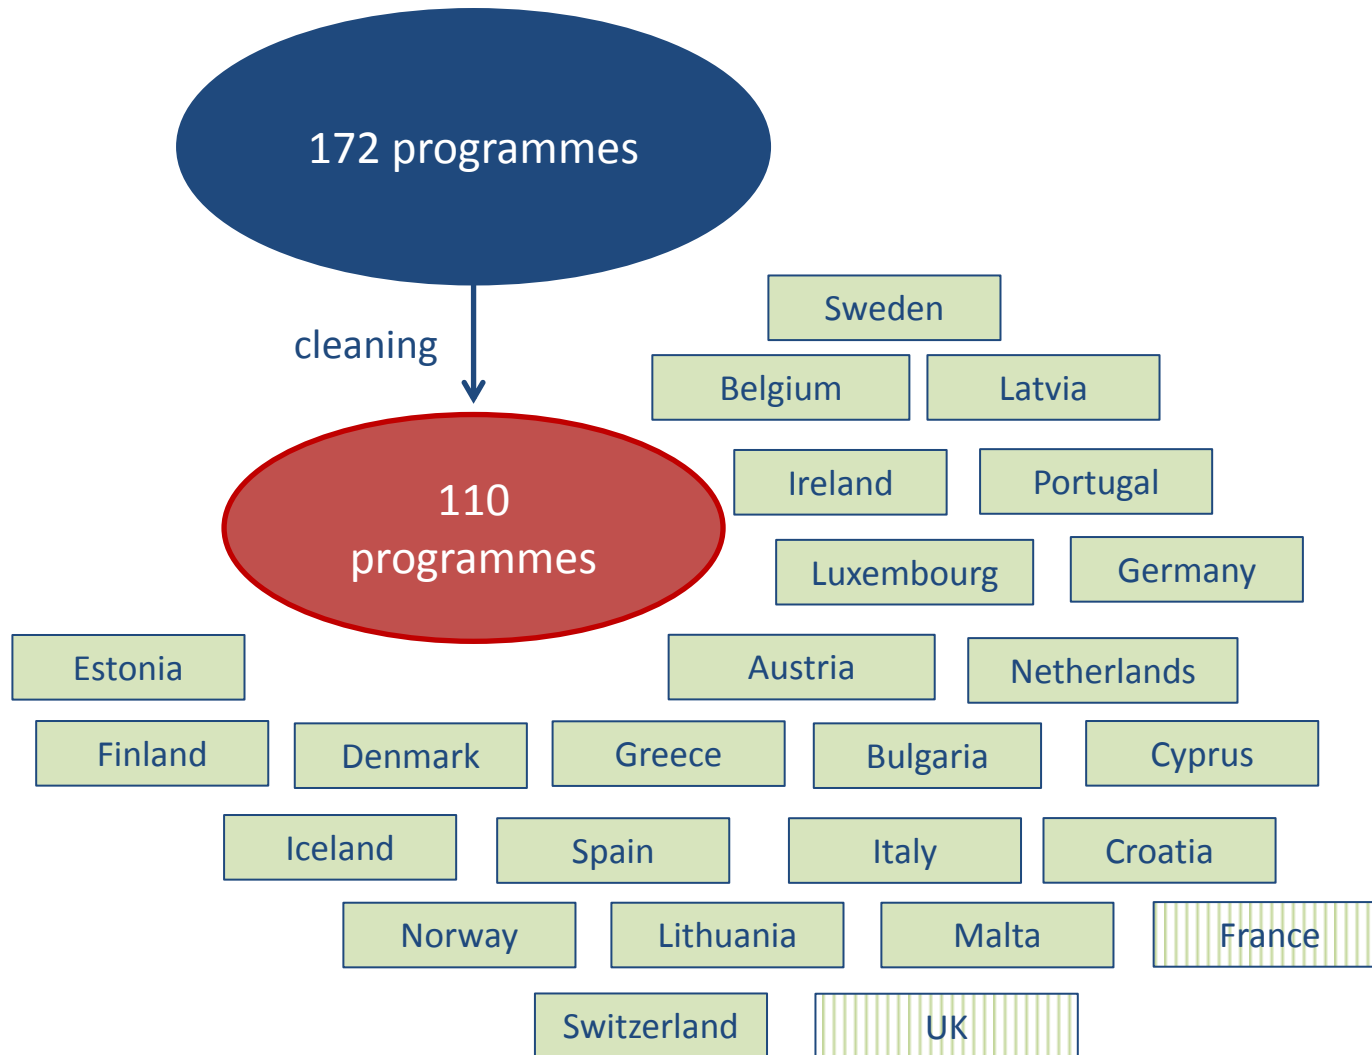 172 programmes
cleaning
Sweden
Belgium
Latvia
110
programmes
Ireland
Portugal
Luxembourg
Germany
Estonia
Austria
Netherlands
Finland
Denmark
Greece
Bulgaria
Cyprus
Iceland
Spain
Italy
Croatia
Norway
Lithuania
Malta
France
Switzerland
UK